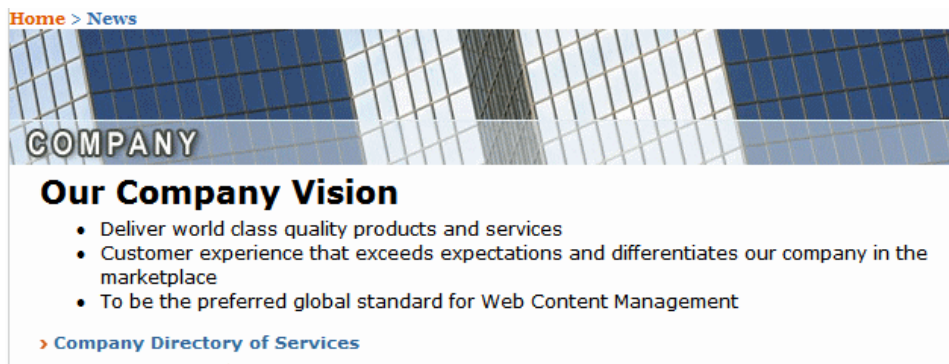 Home > News
COMPANY
Our Company Vision
• Deliver world class quality products and services
• Customer experience that exceeds expectations and differentiates our company in the
marketplace
• To be the preferred global standard for Web Content Management
› Company Directory of Services